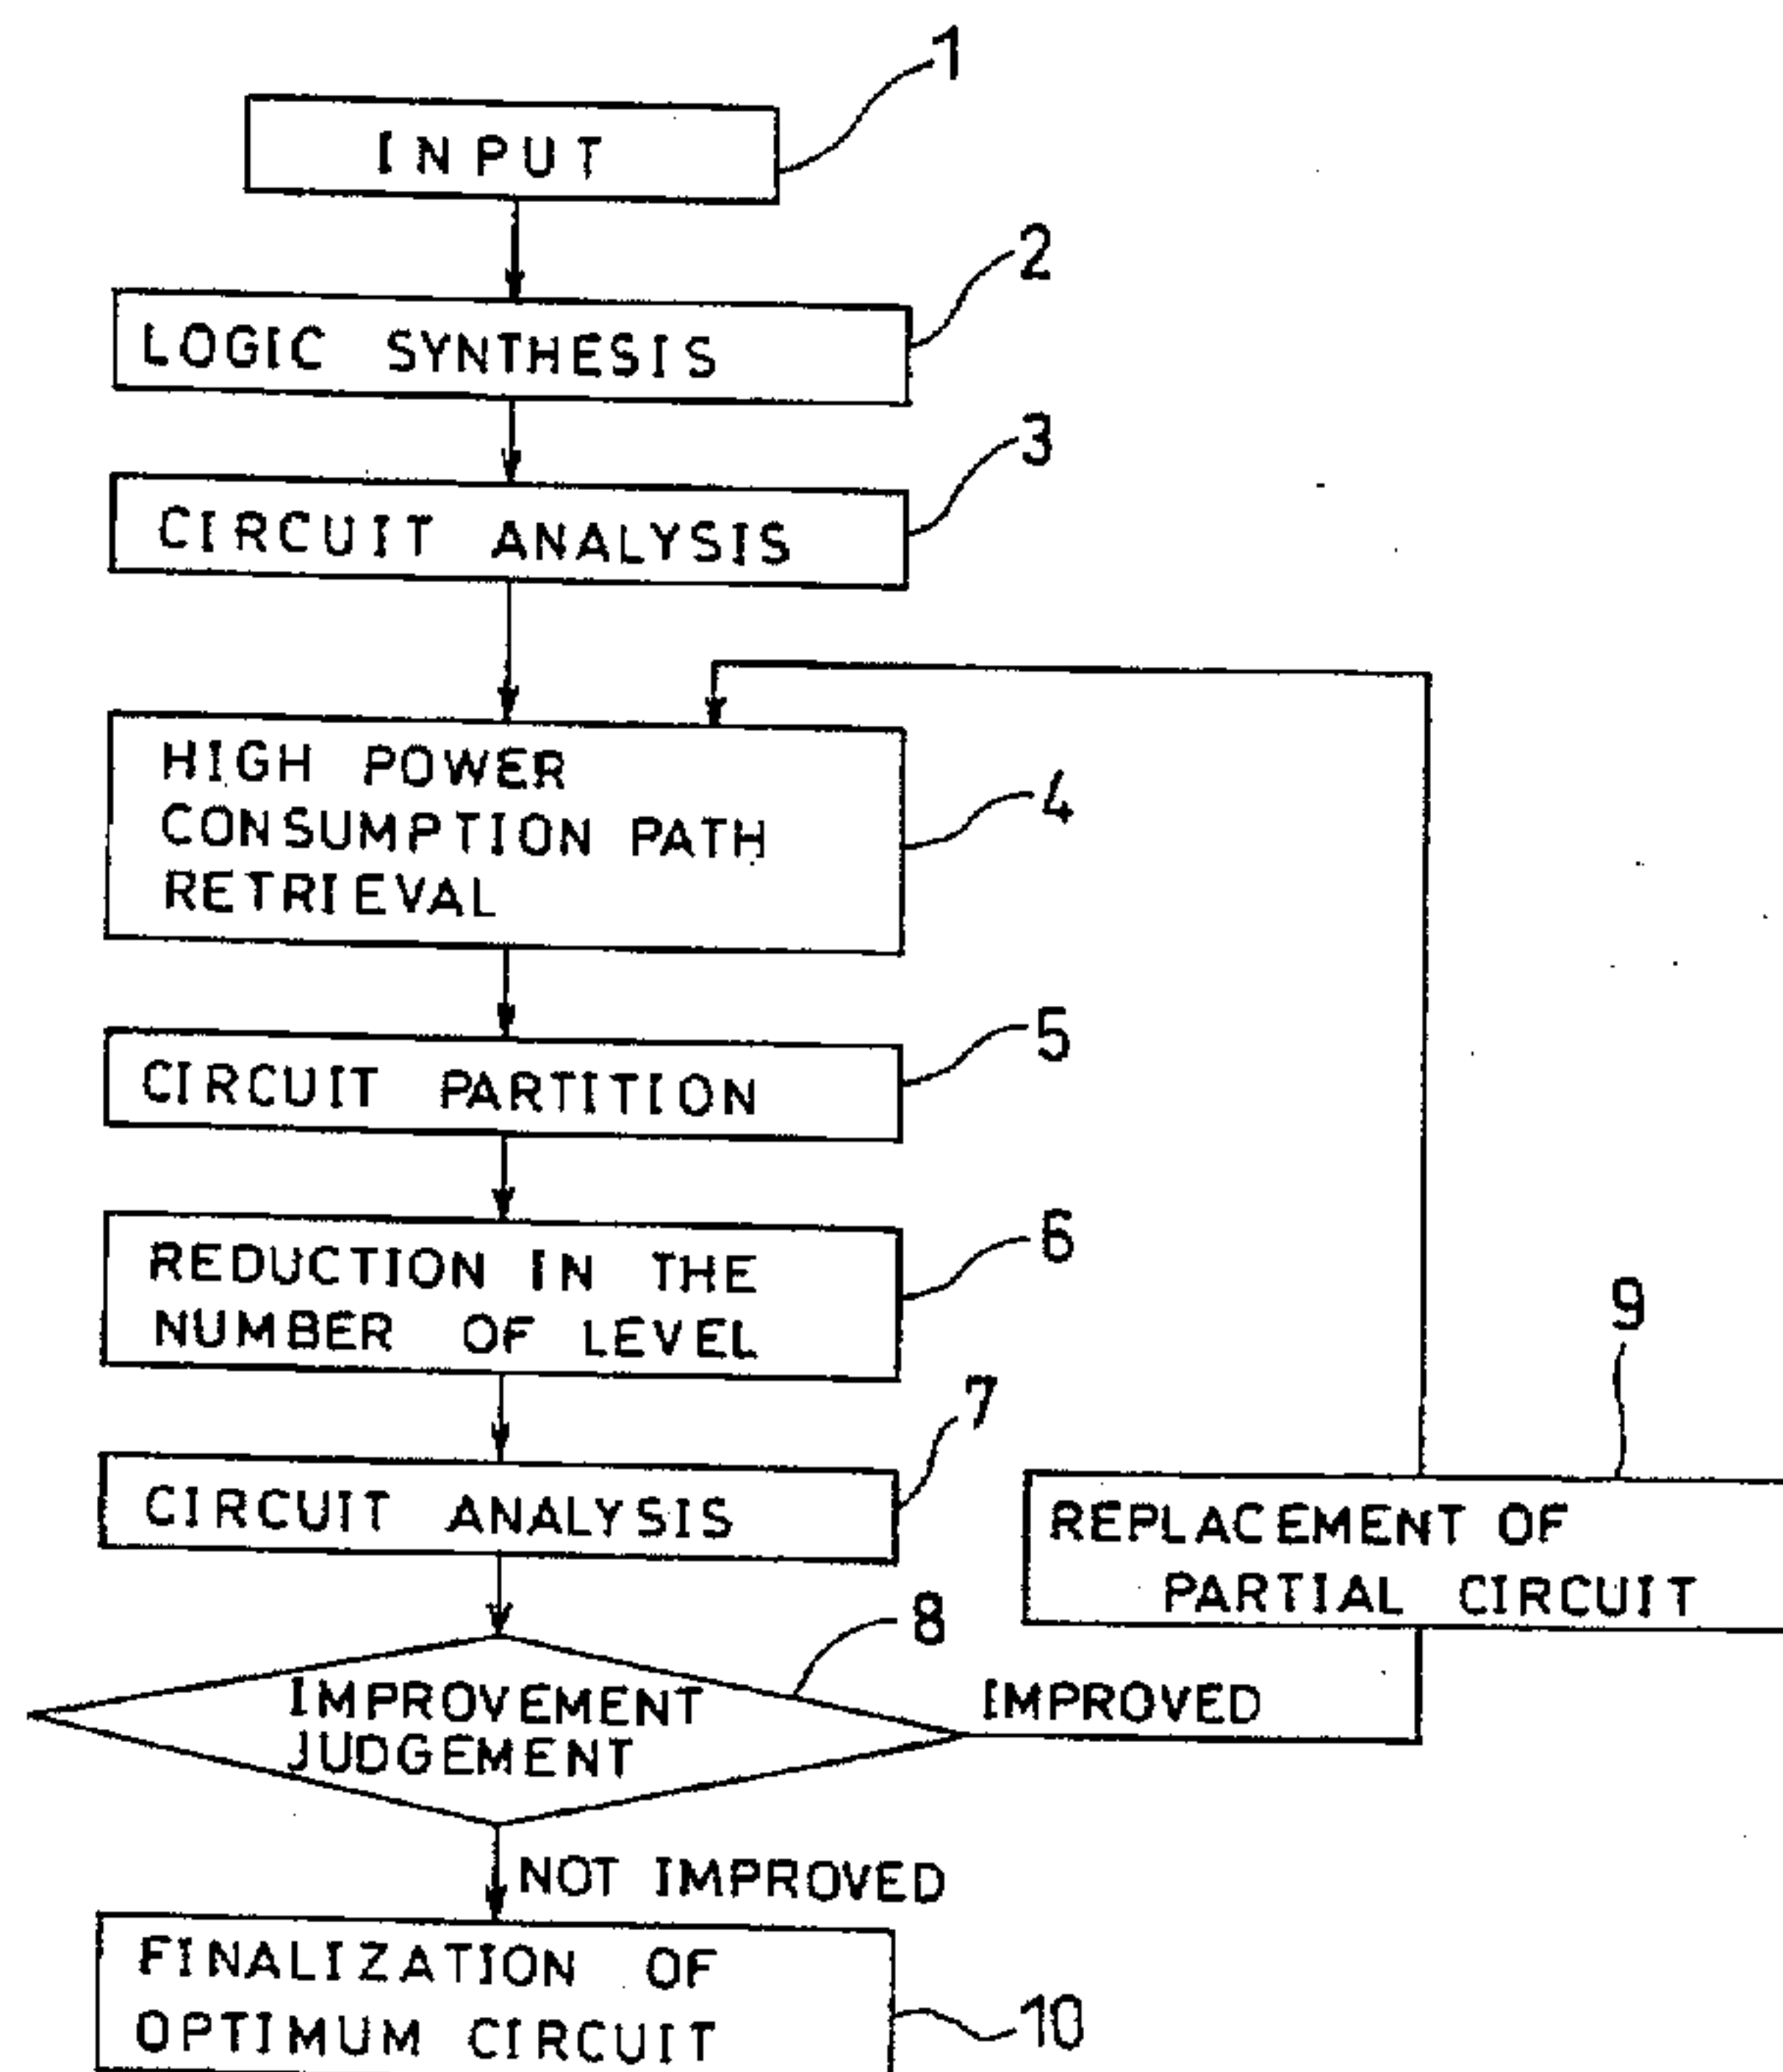 1
INPUT
2
LOGIC SYNTHESIS
3
CIRCUIT ANALYSIS
HIGH POWER
CONSUMPTION PATH
RETRIEVAL
4
5
CIRCUIT PARTITION
6
REDUCTION IN THE
NUMBER OF LEVEL
7
CIRCUIT ANALYSIS
9
REPLACEMENT OF
PARTIAL CIRCUIT
8
IMPROVEMENT
JUDGEMENT
IMPROVED
NOT IMPROVED
FINALIZATION OF
OPTIMUM CIRCUIT
10